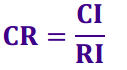 CR = CI / RI